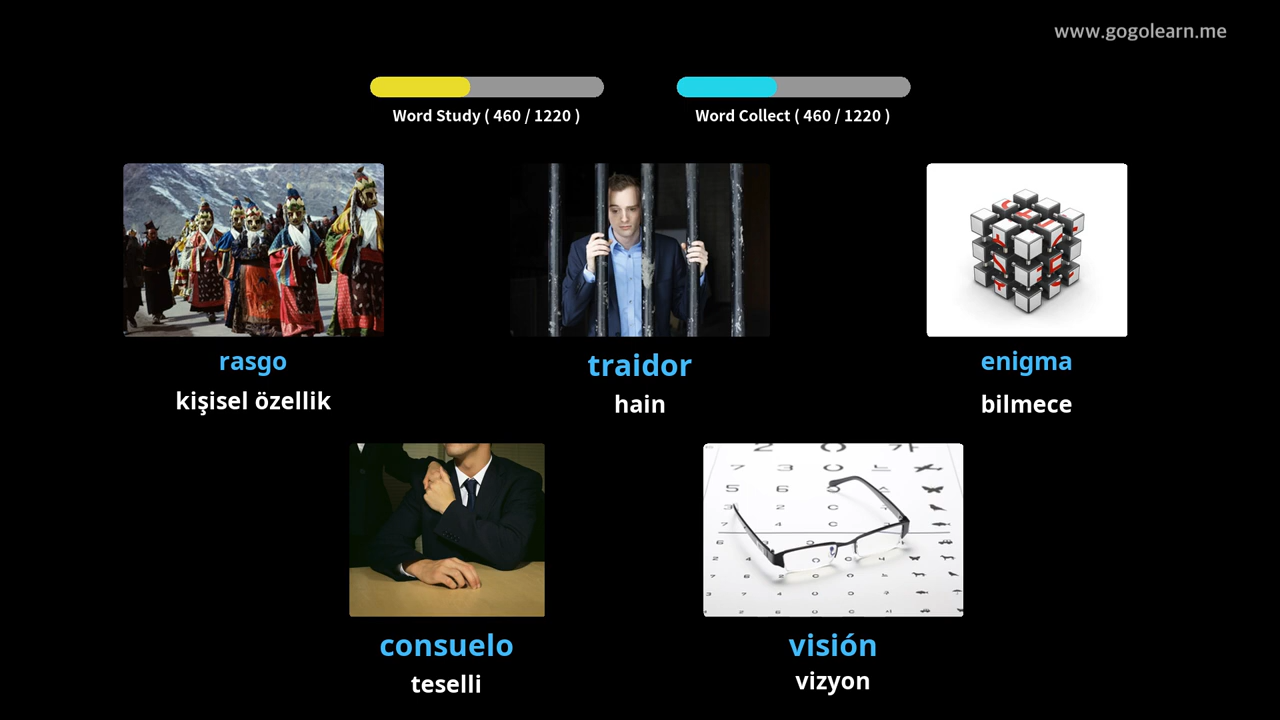 www.gogolearn.me
Word Study ( 460 / 1220 )
Word Collect ( 460 / 1220 )
rasgo
kişisel özellik
traidor
hain
enigma
bilmece
consuelo
teselli
visión
vizyon